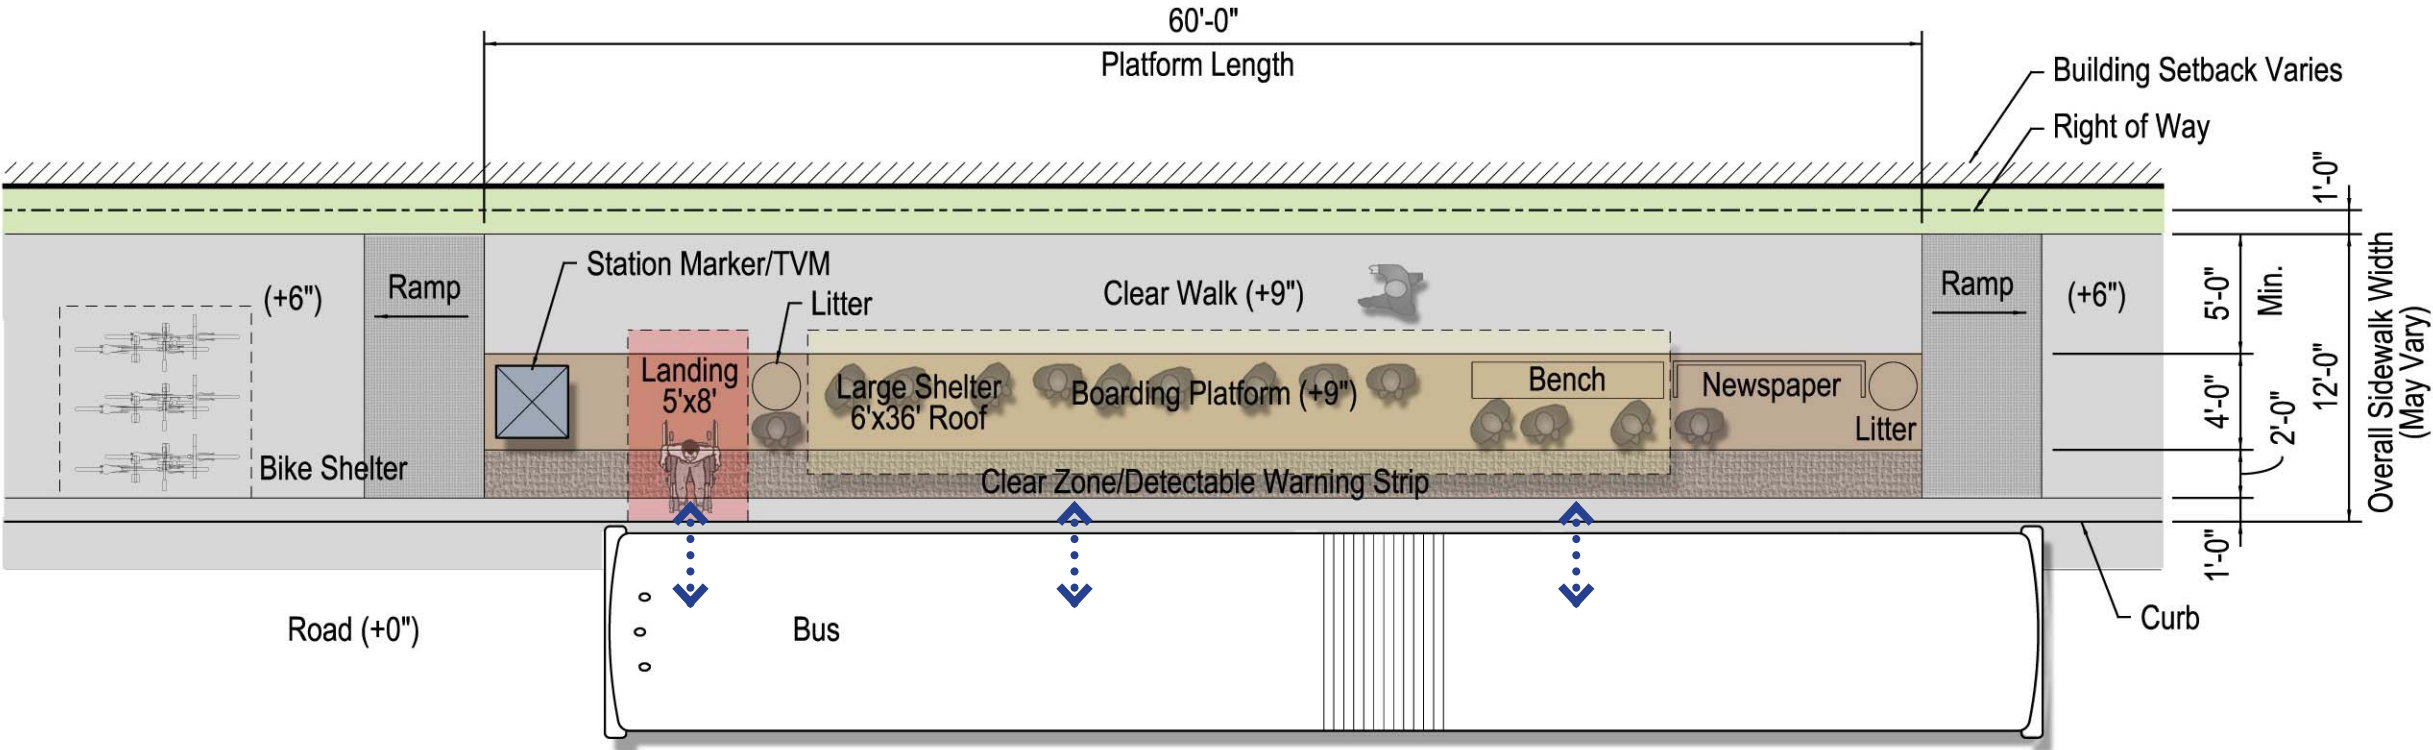 60'-0"
Platform Length
Building Setback Varies
Right of Way
1'-0"
Station Marker/TVM
Litter
Ramp
(+6")
Clear Walk (+9")
Ramp
(+6")
5'-0"
Min.
12'-0"
Overall Sidewalk Width
(May Vary)
Landing
5'x8'
Large Shelter
6'x36' Roof
Boarding Platform (+9")
Bench
Newspaper
Litter
4'-0"
2'-0"
Bike Shelter
Clear Zone/Detectable Warning Strip
1'-0"
Road (+0")
Bus
Curb